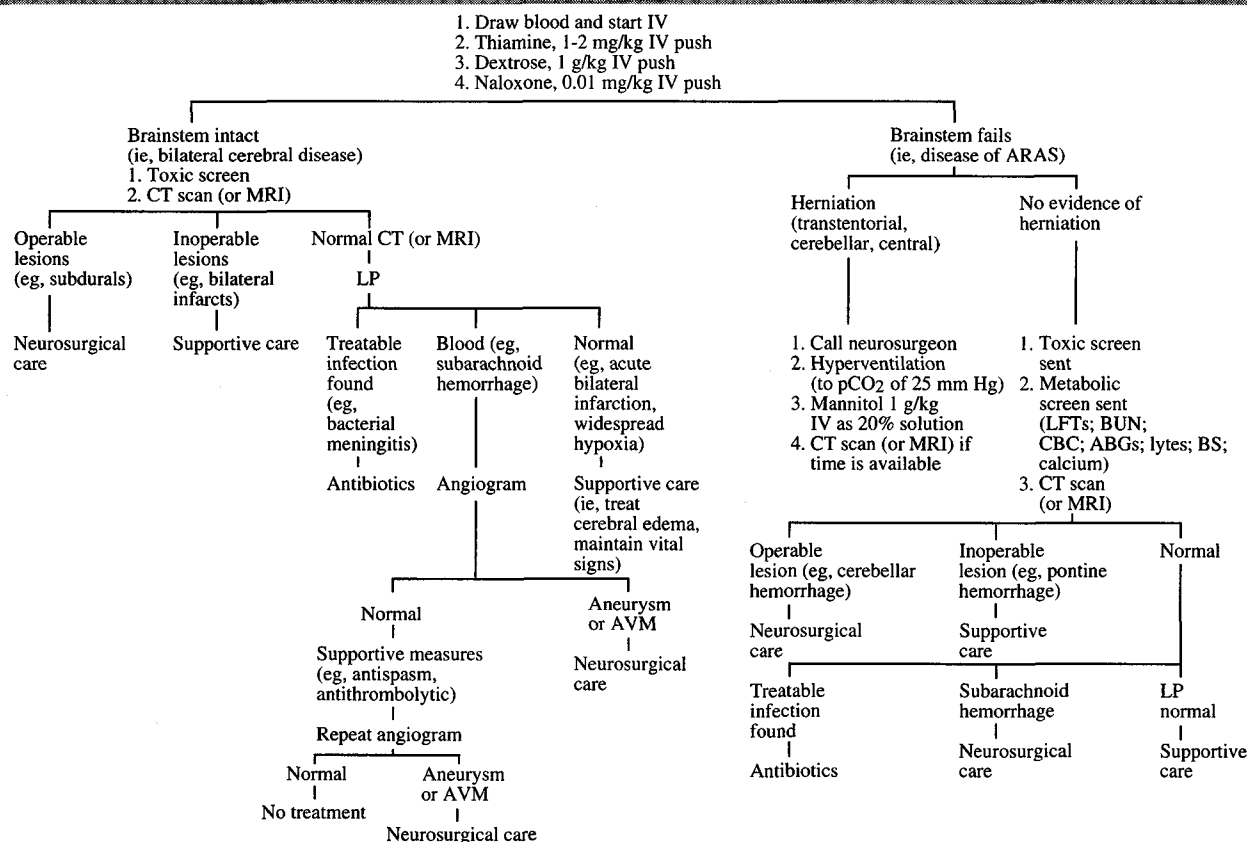 1. Draw blood and start IV
2. Thiamine, 1-2 mg/kg IV push
3. Dextrose, 1 g/kg IV push
4. Naloxone, 0.01 mg/kg IV push
Brainstem intact
(ie, bilateral cerebral disease)
1. Toxic screen
2. CT scan (or MRI)
Operable
lesions
(eg, subdurals)
Neurosurgical
care
Inoperable
lesions
(eg, bilateral
infarcts)
Supportive care
Normal CT (or MRI)
LP
Treatable
infection
found
(eg,
bacterial
meningitis)
Antibiotics
Blood (eg,
subarachnoid
hemorrhage)
Angiogram
Normal
(eg, acute
bilateral
infarction,
widespread
hypoxia)
Supportive care
(ie, treat
cerebral edema,
maintain vital
signs)
Normal
Supportive measures
(eg, antispasm,
antithrombolytic)
Repeat angiogram
Normal
No treatment
Aneurysm
or AVM
Neurosurgical care
Aneurysm
or AVM
Neurosurgical
care
Brainstem fails
(ie, disease of ARAS)
Herniation
(transtentorial,
cerebellar, central)
1. Call neurosurgeon
2. Hyperventilation
(to pCO2 of 25 mm Hg)
3. Mannitol 1 g/kg
IV as 20% solution
4. CT scan (or MRI) if
time is available
No evidence of
herniation
1. Toxic screen
sent
2. Metabolic
screen sent
(LFTs; BUN;
CBC; ABGs; lytes; BS;
calcium)
3. CT scan
(or MRI)
Operable
lesion (eg, cerebellar
hemorrhage)
Neurosurgical
care
Inoperable
lesion (eg, pontine
hemorrhage)
Supportive
care
Normal
Treatable
infection
found
Antibiotics
Subarachnoid
hemorrhage
Neurosurgical
care
LP
normal
Supportive
care